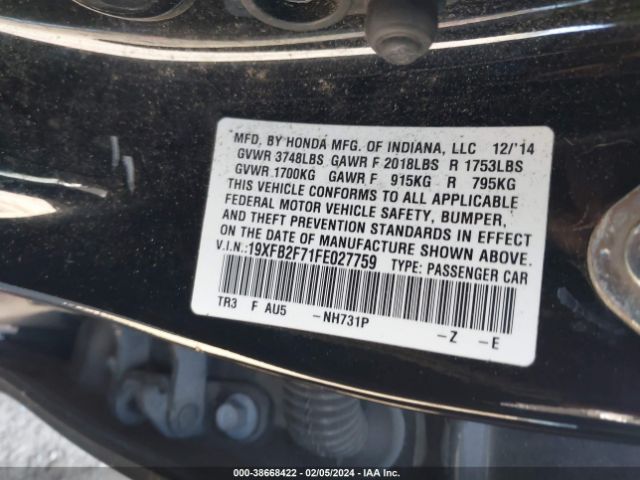 MFD. BY HONDA MFG. OF INDIANA, LLC 12/'14
GVWR 3748LBS GAWR F 2018LBS R 1753LBS
GVWR 1700KG GAWR F 915KG R 795KG
THIS VEHICLE CONFORMS TO ALL APPLICABLE
FEDERAL MOTOR VEHICLE SAFETY, BUMPER,
AND THEFT PREVENTION STANDARDS IN EFFECT
ON THE DATE OF MANUFACTURE SHOWN ABOVE.
V.I.N.:19XFB2F71FE027759 TYPE: PASSENGER CAR
TR3 F AU5 -NH731P -Z -E
000-38668422 - 02/05/2024 - IAA Inc.